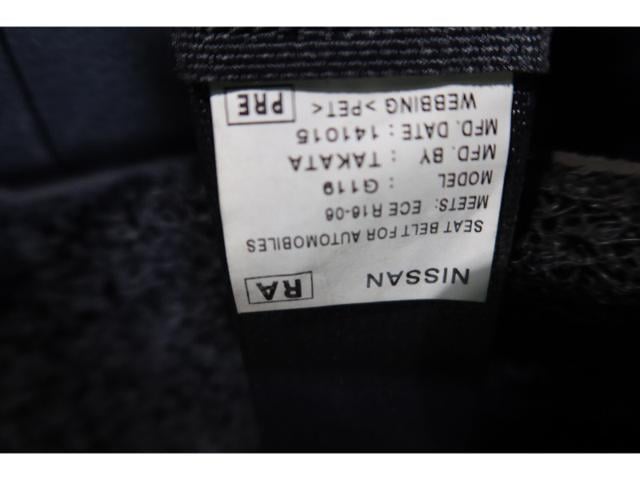 NISSAN RA
SEAT BELT FOR AUTOMOBILES
MEETS: ECE R16-06
MODEL : G119
MFD. BY : TAKATA
MFD. DATE : 141015
WEBBING >PET< PRE